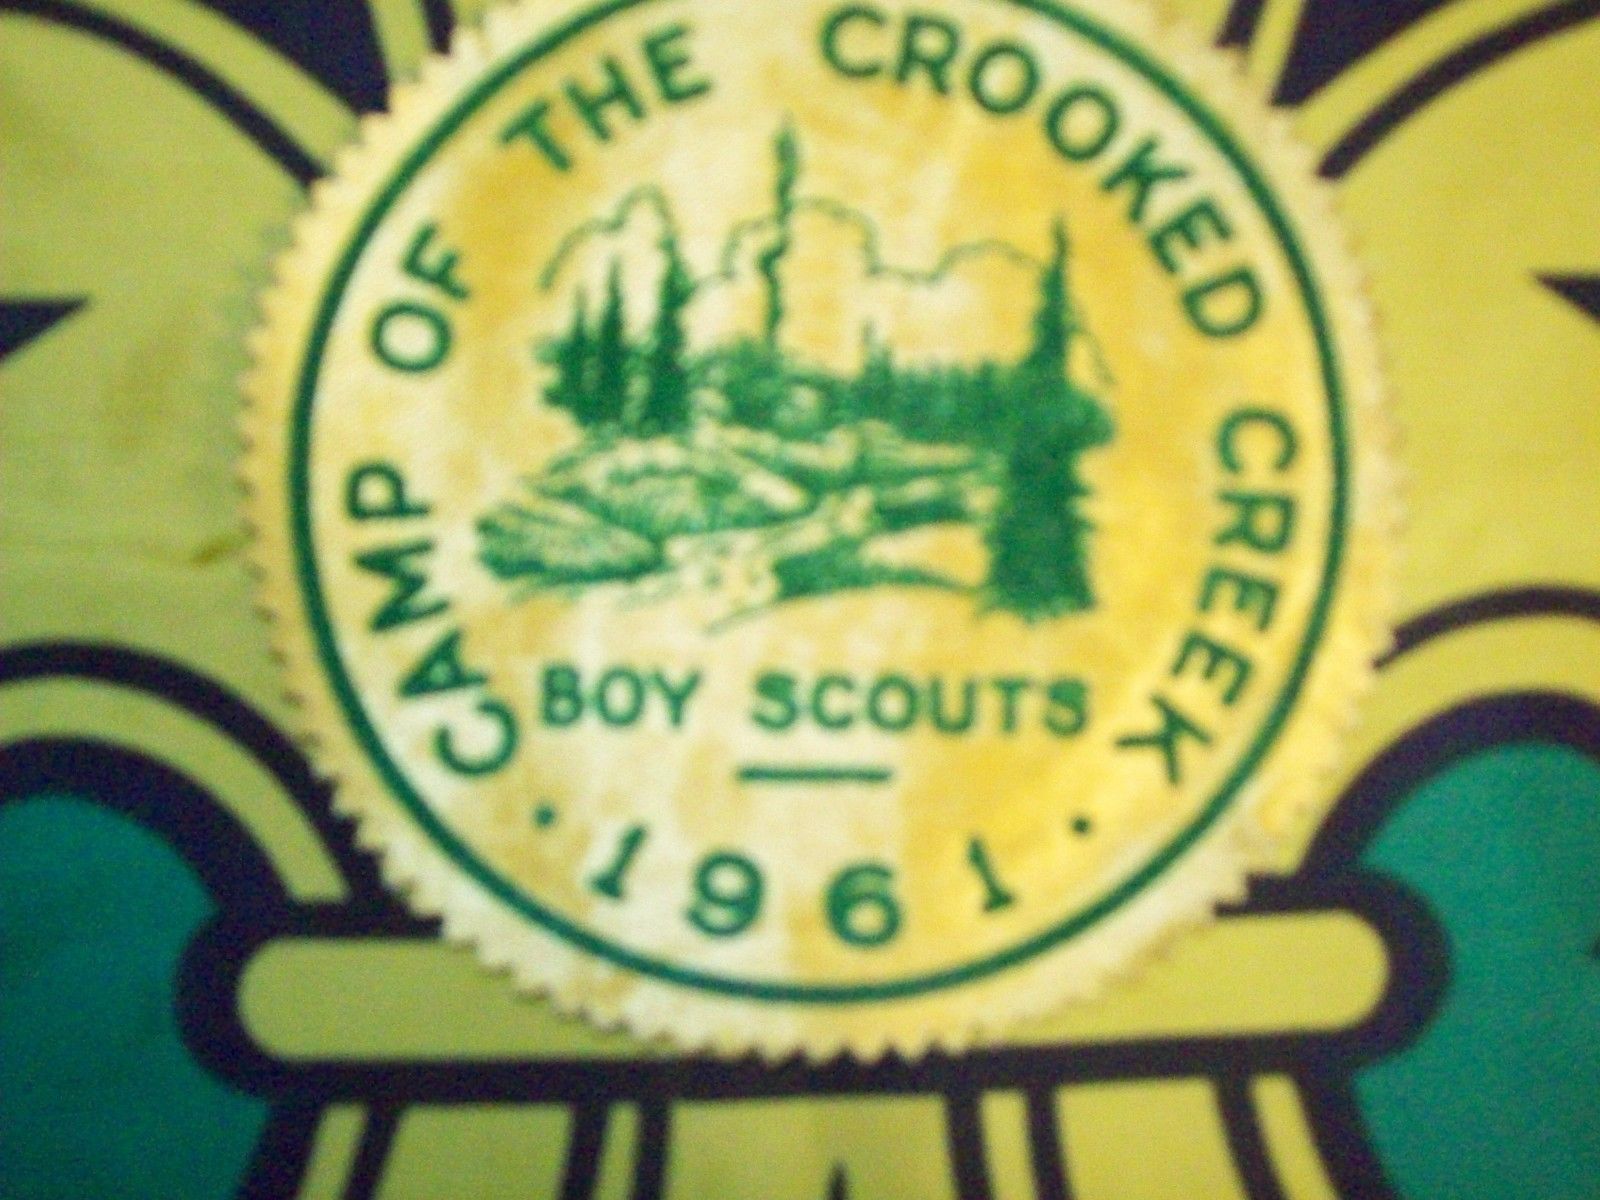 CAMP OF THE CROOKED CREEK
BOY SCOUTS
· 1961 ·